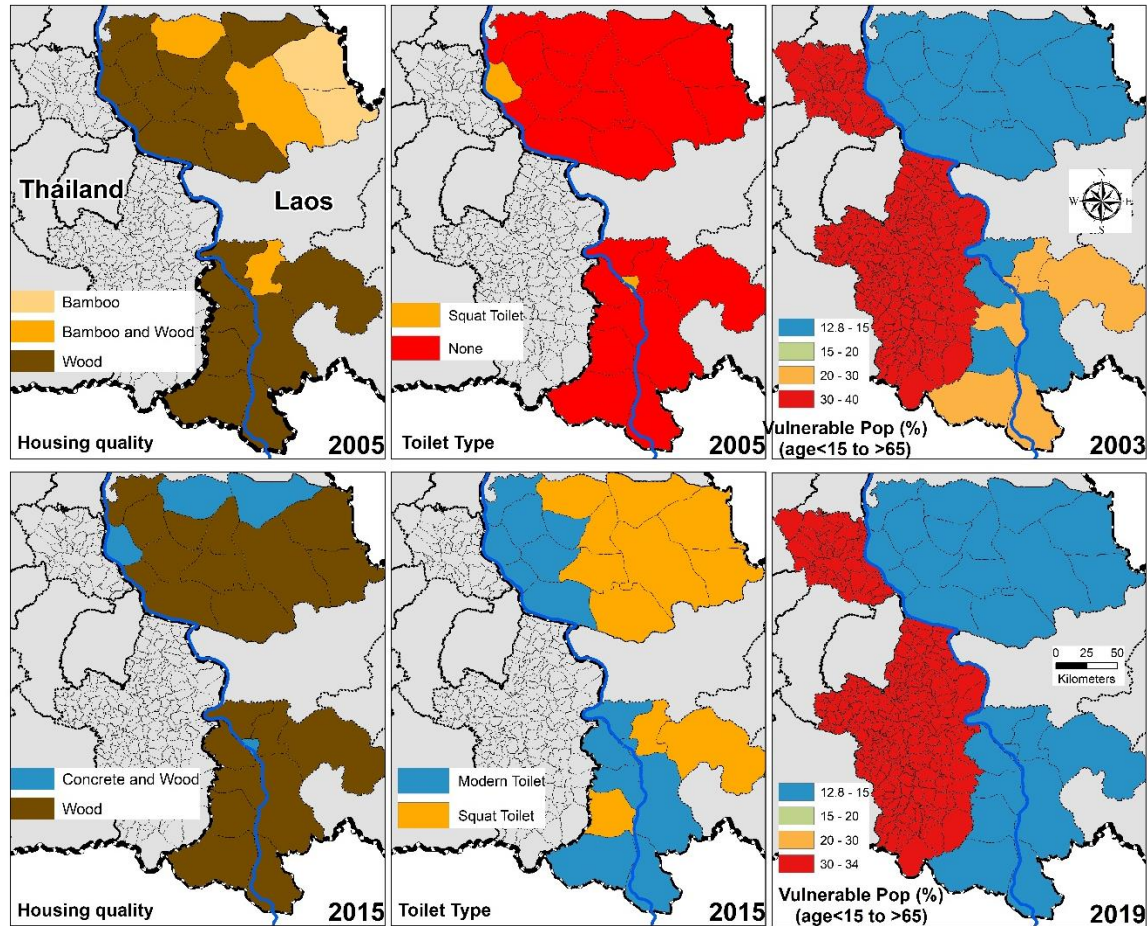 Thailand
Laos
Bamboo
Bamboo and Wood
Wood
Housing quality
2005
Squat Toilet
None
Toilet Type
2005
N
W
E
S
12.8 - 15
15 - 20
20 - 30
30 - 40
Vulnerable Pop (%)
(age<15 to >65)
2003
Concrete and Wood
Wood
Housing quality
2015
Modern Toilet
Squat Toilet
Toilet Type
2015
0 25 50
Kilometers
12.8 - 15
15 - 20
20 - 30
30 - 34
Vulnerable Pop (%)
(age<15 to >65)
2019